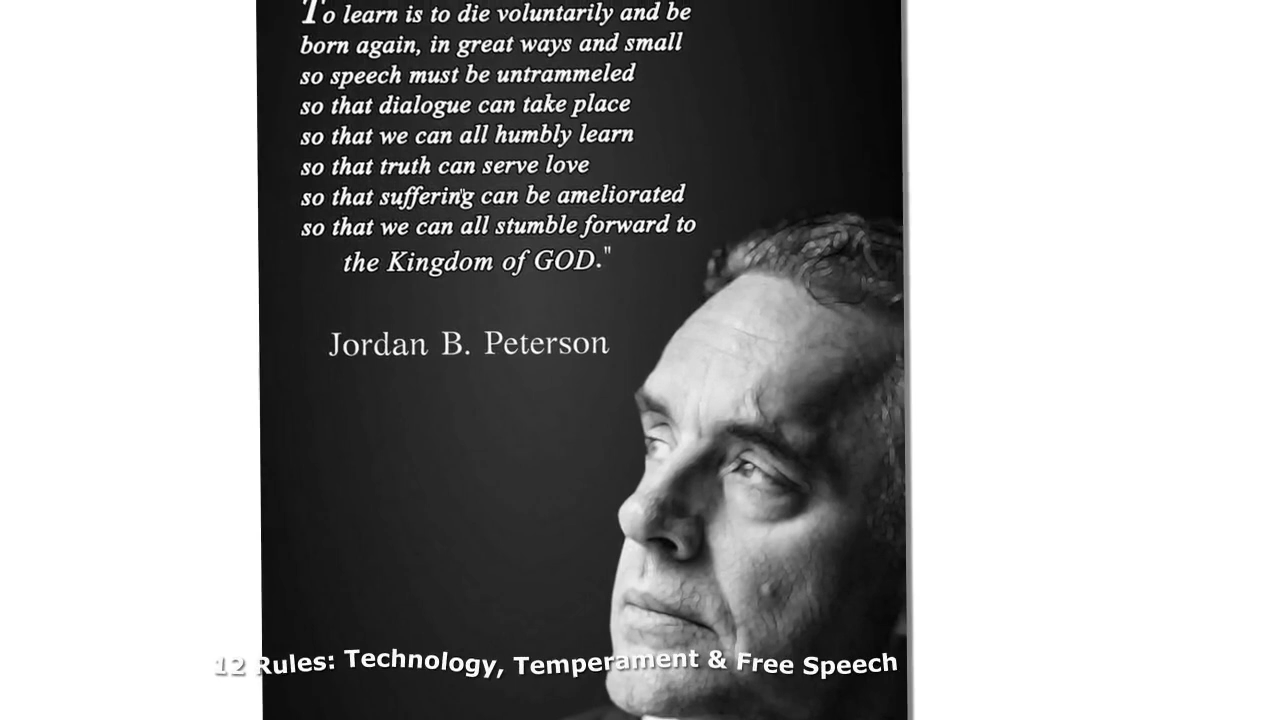 To learn is to die voluntarily and be
born again, in great ways and small
so speech must be untrammeled
so that dialogue can take place
so that we can all humbly learn
so that truth can serve love
so that suffering can be ameliorated
so that we can all stumble forward to
the Kingdom of GOD."
Jordan B. Peterson
12 Rules: Technology, Temperament & Free Speech